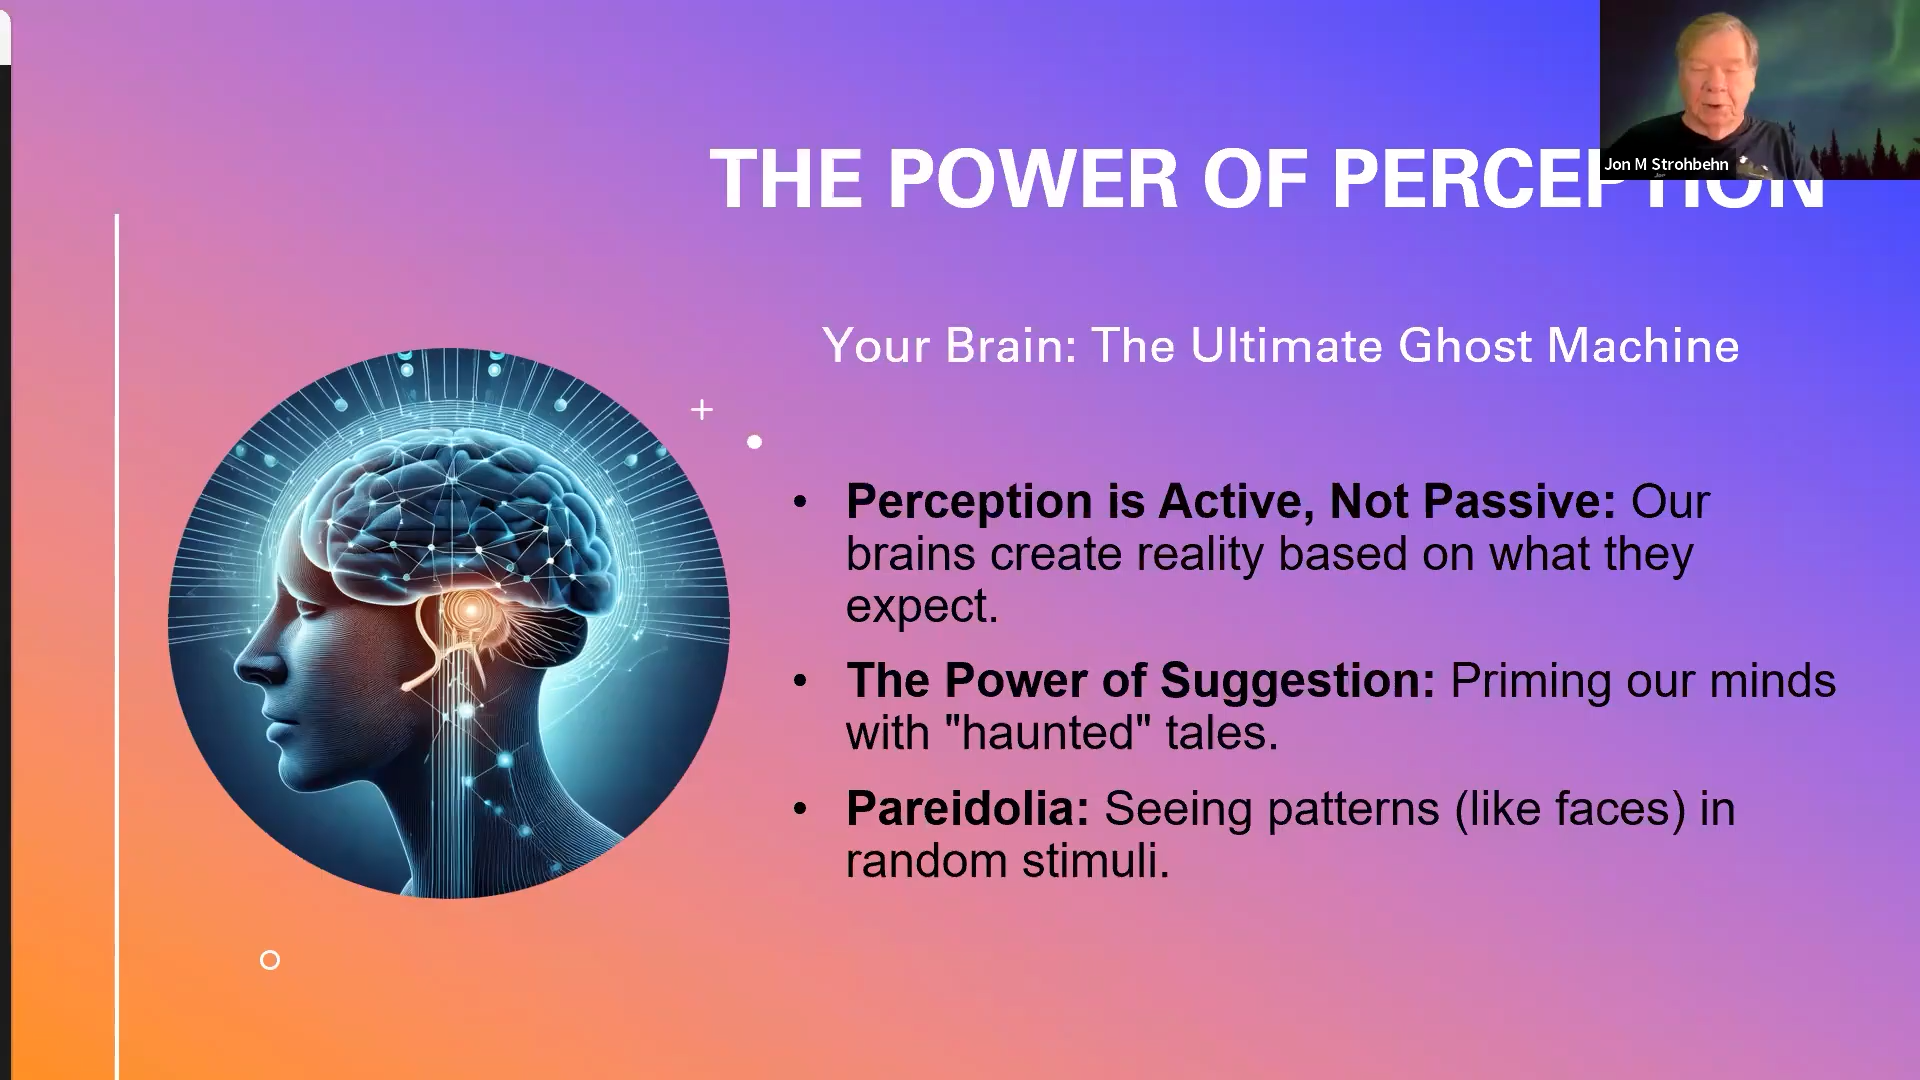 THE POWER OF PERCEPTION
Jon M Strohbehn
Your Brain: The Ultimate Ghost Machine
• Perception is Active, Not Passive: Our
brains create reality based on what they
expect.
• The Power of Suggestion: Priming our minds
with "haunted" tales.
• Pareidolia: Seeing patterns (like faces) in
random stimuli.